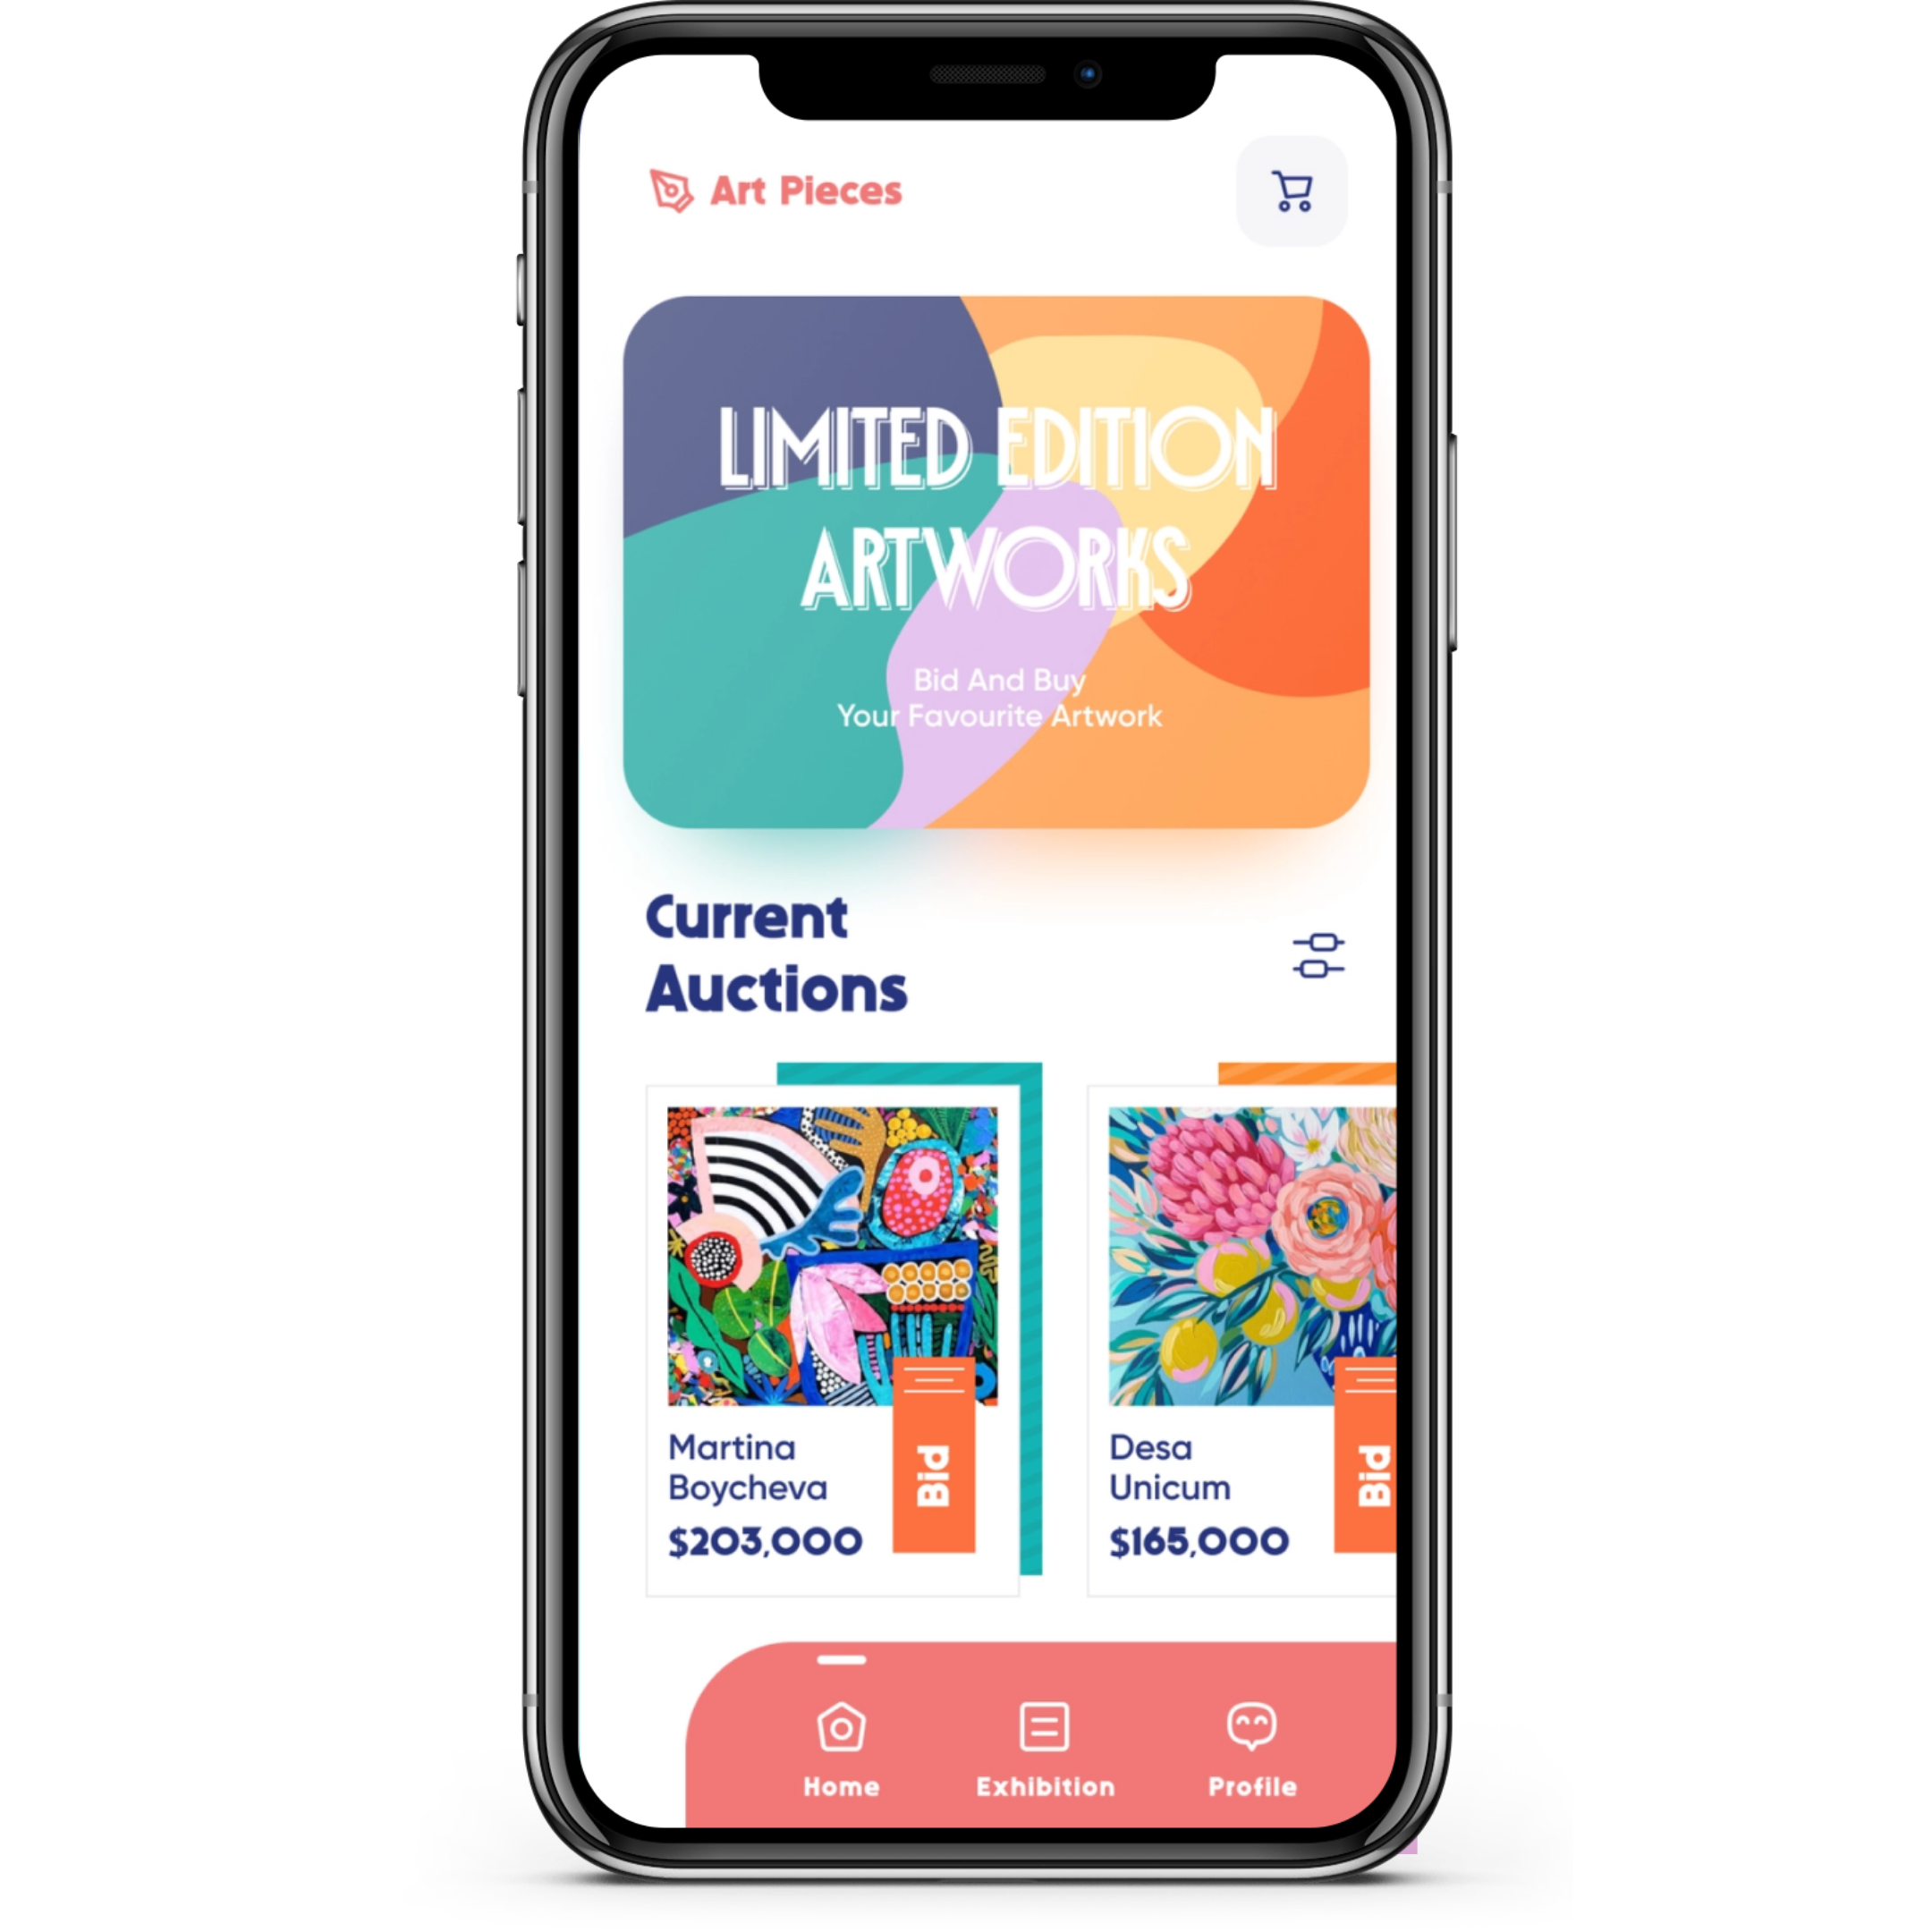 Art Pieces
LIMITED EDITION
ARTWORKS
Bid And Buy
Your Favourite Artwork
Current
Auctions
Martina
Boycheva
$203,000
Bid
Desa
Unicum
$165,000
Bid
Home
Exhibition
Profile